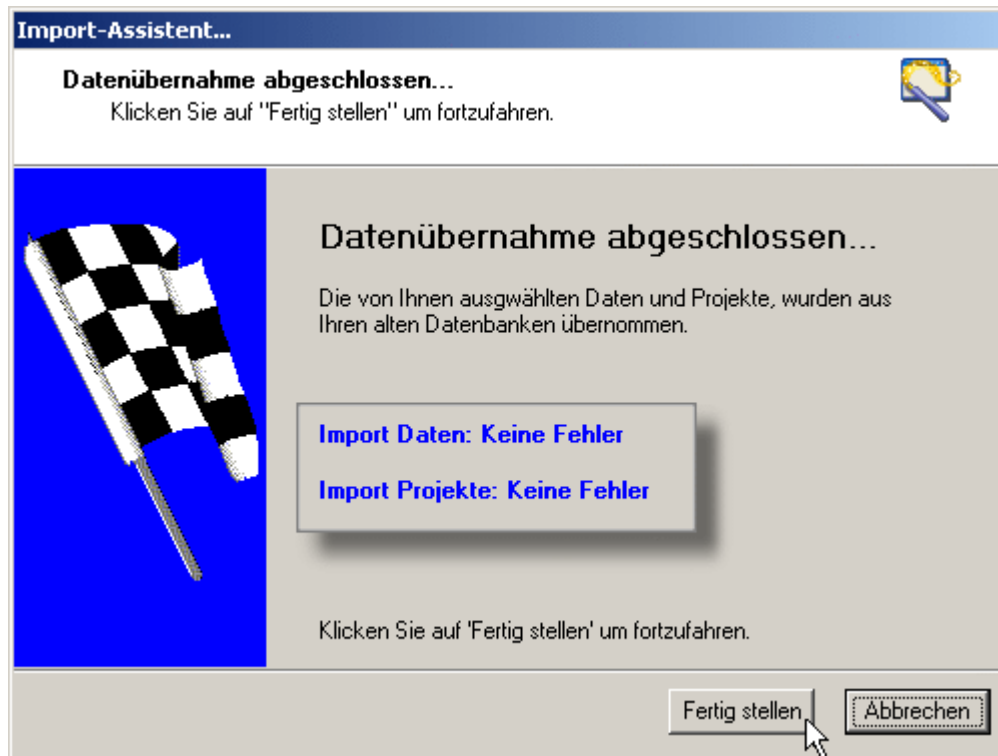 Import-Assistent...
Datenübernahme abgeschlossen...
Klicken Sie auf "Fertig stellen" um fortzufahren.
Datenübernahme abgeschlossen...
Die von Ihnen ausgwählten Daten und Projekte, wurden aus
Ihren alten Datenbanken übernommen.
Import Daten: Keine Fehler
Import Projekte: Keine Fehler
Klicken Sie auf 'Fertig stellen' um fortzufahren.
Fertig stellen
Abbrechen